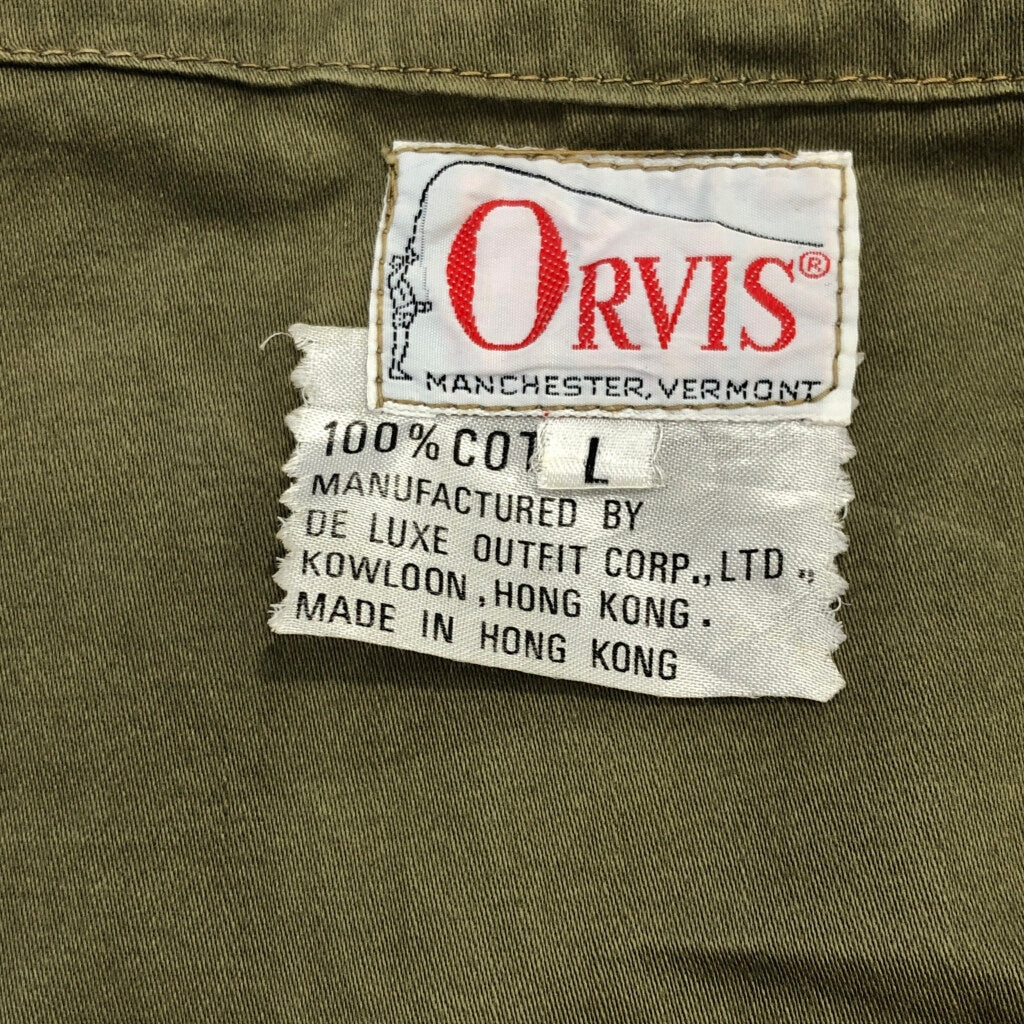 ORVIS®
MANCHESTER, VERMONT
100% COT
L
MANUFACTURED BY
DE LUXE OUTFIT CORP., LTD.,
KOWLOON, HONG KONG.
MADE IN HONG KONG